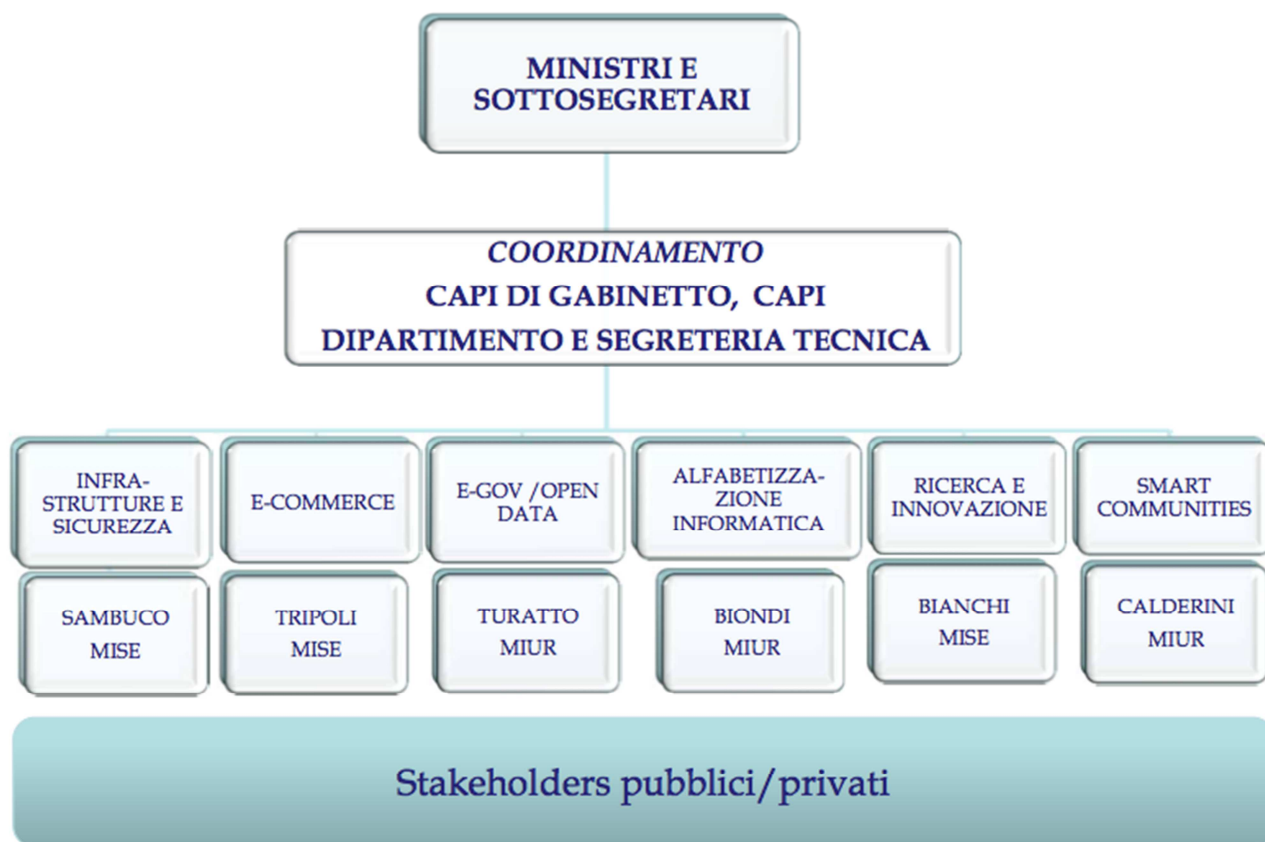 MINISTRI E
SOTTOSEGRETARI
COORDINAMENTO
CAPI DI GABINETTO, CAPI
DIPARTIMENTO E SEGRETERIA TECNICA
INFRA-
STRUTTURE E
SICUREZZA
E-COMMERCE
E-GOV /OPEN
DATA
ALFABETIZZA-
ZIONE
INFORMATICA
RICERCA E
INNOVAZIONE
SMART
COMMUNITIES
SAMBUCO
MISE
TRIPOLI
MISE
TURATTO
MIUR
BIONDI
MIUR
BIANCHI
MISE
CALDERINI
MIUR
Stakeholders pubblici/privati